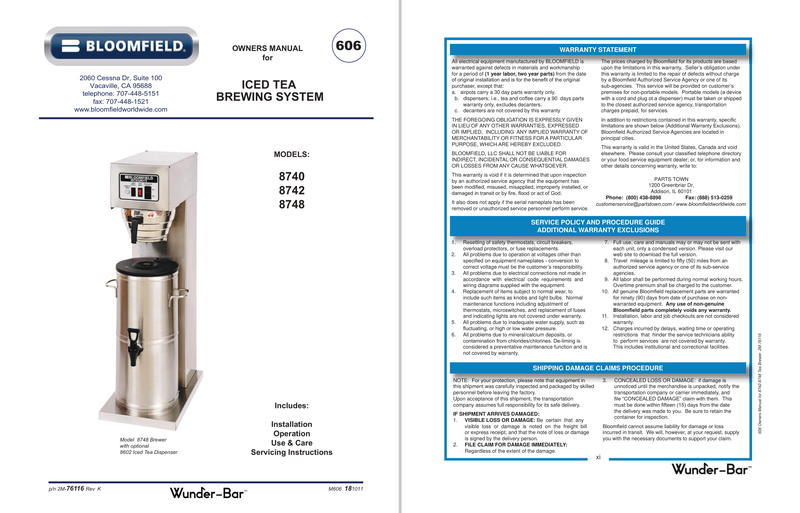 BLOOMFIELD®
2060 Cessna Dr, Suite 100
Vacaville, CA 95688
telephone: 707-448-5151
fax: 707-448-1521
www.bloomfieldworldwide.com
OWNERS MANUAL
for
606
ICED TEA
BREWING SYSTEM
MODELS:
8740
8742
8748
BLOOMFIELD
Includes:
Installation
Operation
Use & Care
Servicing Instructions
Model 8748 Brewer
with optional
8602 Iced Tea Dispenser
p/n 2M-76116 Rev K
Wunder-Bar™
M606 181011
WARRANTY STATEMENT
All electrical equipment manufactured by BLOOMFIELD is
warranted against defects in materials and workmanship
for a period of (1 year labor, two year parts) from the date
of original installation and is for the benefit of the original
purchaser, except that:
a. airpots carry a 30 day parts warranty only.
b. dispensers; i.e., tea and coffee carry a 90 days parts
warranty only, excludes decanters.
c. decanters are not covered by this warranty
THE FOREGOING OBLIGATION IS EXPRESSLY GIVEN
IN LIEU OF ANY OTHER WARRANTIES, EXPRESSED
OR IMPLIED, INCLUDING ANY IMPLIED WARRANTY OF
MERCHANTABILITY OR FITNESS FOR A PARTICULAR
PURPOSE, WHICH ARE HEREBY EXCLUDED.
BLOOMFIELD, LLC SHALL NOT BE LIABLE FOR
INDIRECT, INCIDENTAL OR CONSEQUENTIAL DAMAGES
OR LOSSES FROM ANY CAUSE WHATSOEVER.
This warranty is void if it is determined that upon inspection
by an authorized service agency that the equipment has
been modified, misused, misapplied, improperly installed, or
damaged in transit or by fire, flood or act of God.
It also does not apply if the serial nameplate has been
removed or unauthorized service personnel perform service.
The prices charged by Bloomfield for its products are based
upon the limitations in this warranty. Seller's obligation under
this warranty is limited to the repair of defects without charge
by a Bloomfield Authorized Service Agency or one of its
sub-agencies. This service will be provided on customer's
premises for non-portable models. Portable models (a device
with a cord and plug ot a dispenser) must be taken or shipped
to the closest authorized service agency, transportation
charges prepaid, for services.
In addition to restrictions contained in this warranty, specific
limitations are shown below (Additional Warranty Exclusions).
Bloomfield Authorized Service Agencies are located in
principal cities.
This warranty is valid in the United States, Canada and void
elsewhere. Please consult your classified telephone directory
or your food service equipment dealer; or, for information and
other details concerning warranty, write to:
PARTS TOWN
1200 Greenbriar Dr,
Addison, IL 60101
Phone: (800) 438-8898 Fax: (888) 513-0259
customerservice@partstown.com / www.bloomfieldworldwide.com
SERVICE POLICY AND PROCEDURE GUIDE
ADDITIONAL WARRANTY EXCLUSIONS
1. Resetting of safety thermostats, circuit breakers,
overload protectors, or fuse replacements.
2. All problems due to operation at voltages other than
specified on equipment nameplates - conversion to
correct voltage must be the customer's responsibility.
3. All problems due to electrical connections not made in
accordance with electrical code requirements and
wiring diagrams supplied with the equipment.
4. Replacement of items subject to normal wear, to
include such items as knobs and light bulbs. Normal
maintenance functions including adjustment of
thermostats, microswitches, and replacement of fuses
and indicating lights are not covered under warranty.
5. All problems due to inadequate water supply, such as
fluctuating, or high or low water pressure.
6. All problems due to mineral/calcium deposits, or
contamination from chlorides/chlorines. De-liming is
considered a preventative maintenance function and is
not covered by warranty.
7. Full use, care and manuals may or may not be sent with
each unit, only a condensed version. Please visit our
web site to download the full version.
8. Travel mileage is limited to fifty (50) miles from an
authorized service agency or one of its sub-service
agencies.
9. All labor shall be performed during normal working hours.
Overtime premium shall be charged to the customer.
10. All genuine Bloomfield replacement parts are warranted
for ninety (90) days from date of purchase on non-
warranted equipment. Any use of non-genuine
Bloomfield parts completely voids any warranty.
11. Installation, labor and job checkouts are not considered
warranty.
12. Charges incurred by delays, waiting time or operating
restrictions that hinder the service technicians ability
to perform services are not covered by warranty.
This includes institutional and correctional facilities.
SHIPPING DAMAGE CLAIMS PROCEDURE
NOTE: For your protection, please note that equipment in
this shipment was carefully inspected and packaged by skilled
personnel before leaving the factory.
Upon acceptance of this shipment, the transportation
company assumes full responsibility for its safe delivery.
IF SHIPMENT ARRIVES DAMAGED:
1. VISIBLE LOSS OR DAMAGE: Be certain that any
visible loss or damage is noted on the freight bill
or express receipt, and that the note of loss or damage
is signed by the delivery person.
2. FILE CLAIM FOR DAMAGE IMMEDIATELY:
Regardless of the extent of the damage.
3. CONCEALED LOSS OR DAMAGE: if damage is
unnoticed until the merchandise is unpacked, notify the
transportation company or carrier immediately, and
file "CONCEALED DAMAGE" claim with them. This
must be done within fifteen (15) days from the date
the delivery was made to you. Be sure to retain the
container for inspection.
Bloomfield cannot assume liability for damage or loss
incurred in transit. We will, however, at your request, supply
you with the necessary documents to support your claim.
xi
Wunder-Bar™